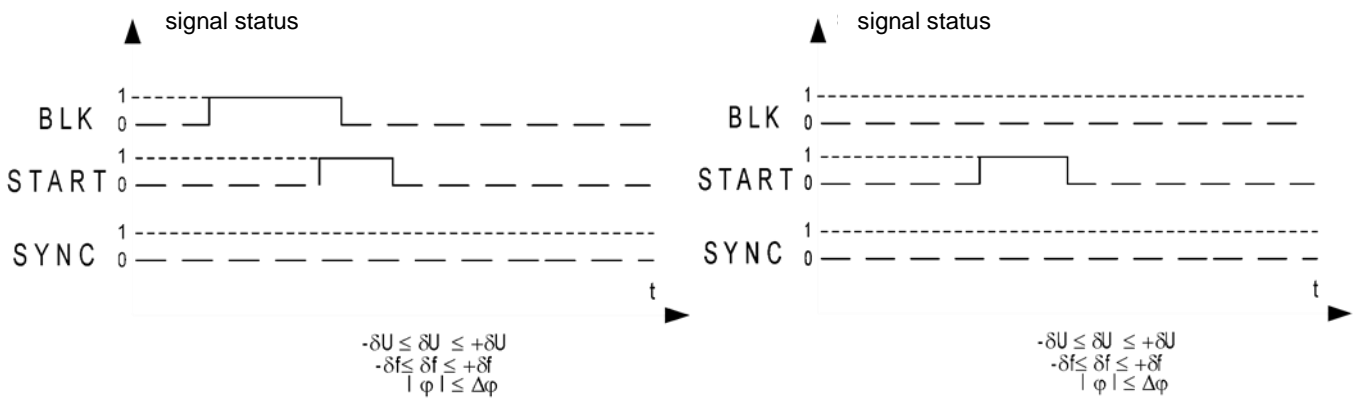 signal status
1
BLK 0
1
START 0
1
SYNC 0
t
-δU ≤ δU ≤ +δU
-δf≤ δf ≤ +δf
| φ | ≤ Δφ
signal status
1
BLK 0
1
START 0
1
SYNC 0
t
-δU ≤ δU ≤ +δU
-δf≤ δf ≤ +δf
| φ | ≤ Δφ